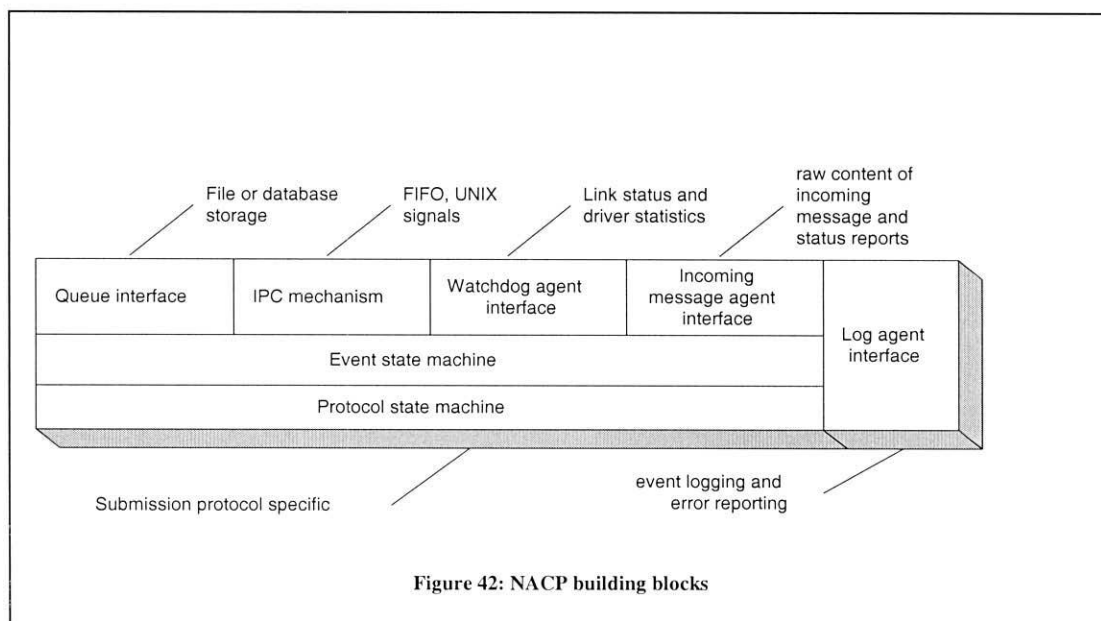 File or database
storage
FIFO, UNIX
signals
Link status and
driver statistics
raw content of
incoming
message and
status reports
Queue interface
IPC mechanism
Watchdog agent
interface
Incoming
message agent
interface
Log agent
interface
Event state machine
Protocol state machine
Submission protocol specific
event logging and
error reporting
Figure 42: NACP building blocks